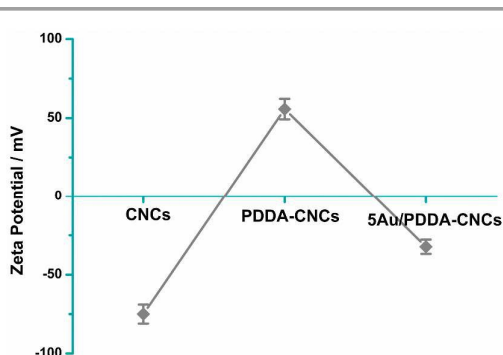 100
50
0
-50
-100
Zeta Potential / mV
CNCs
PDDA-CNCs
5Au/PDDA-CNCs